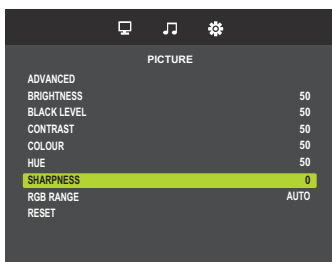 PICTURE
ADVANCED
BRIGHTNESS 50
BLACK LEVEL 50
CONTRAST 50
COLOUR 50
HUE 50
SHARPNESS 0
RGB RANGE AUTO
RESET